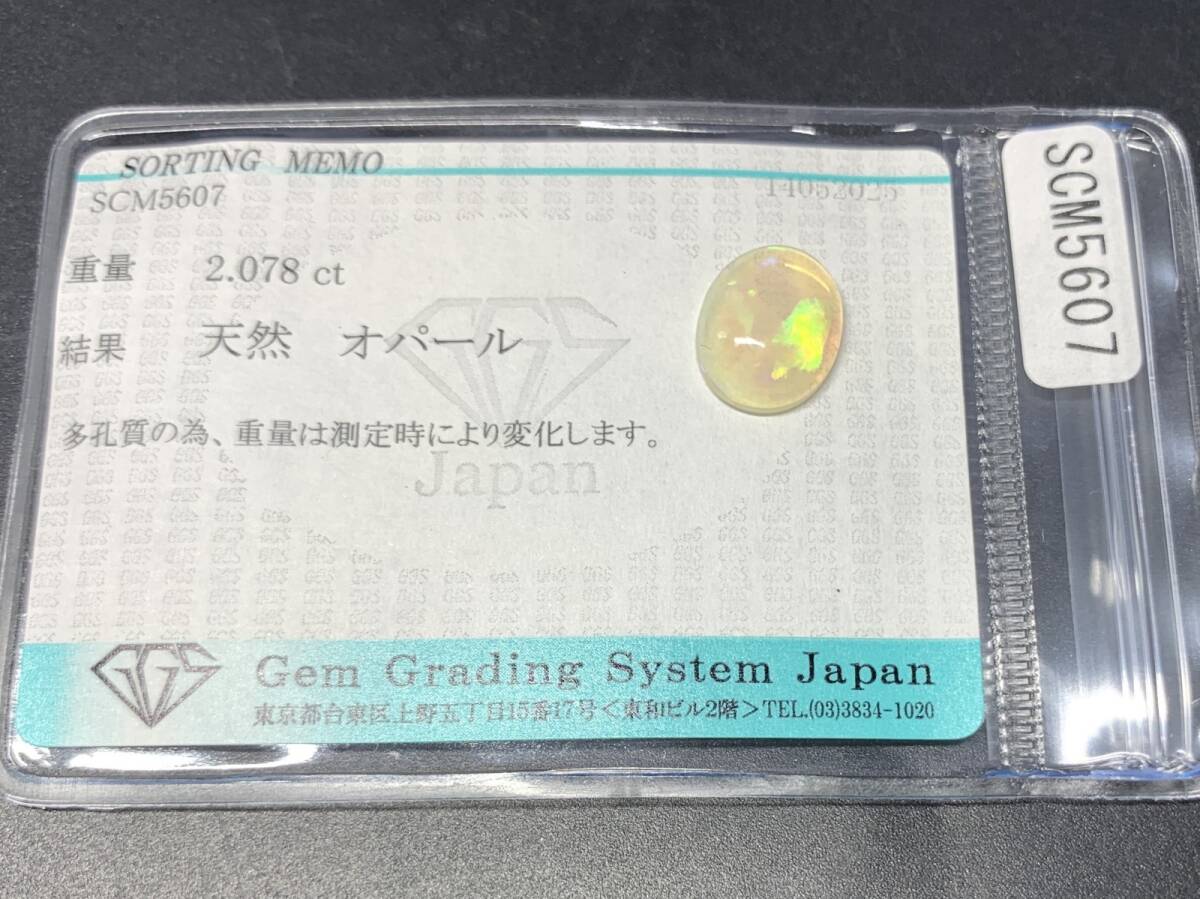 SORTING MEMO
SCM5607 14052025
重量 2.078 ct
結果 天然 オパール
多孔質の為、重量は測定時により変化します。
GGS
Japan
GGS Gem Grading System Japan
東京都台東区上野五丁目15番17号＜東和ビル2階＞TEL.(03)3834-1020
SCM5607